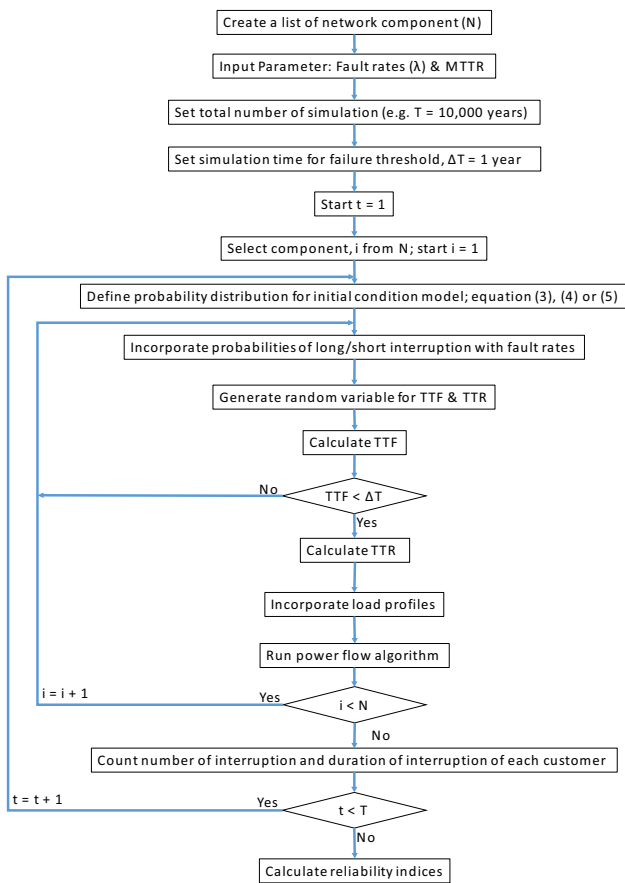 Create a list of network component (N)
Input Parameter: Fault rates (λ) & MTTR
Set total number of simulation (e.g. T = 10,000 years)
Set simulation time for failure threshold, ΔT = 1 year
Start t = 1
Select component, i from N; start i = 1
Define probability distribution for initial condition model; equation (3), (4) or (5)
Incorporate probabilities of long/short interruption with fault rates
Generate random variable for TTF & TTR
Calculate TTF
No
TTF < ΔT
Yes
Calculate TTR
Incorporate load profiles
Run power flow algorithm
i = i + 1
Yes
i < N
No
Count number of interruption and duration of interruption of each customer
t = t + 1
Yes
t < T
No
Calculate reliability indices